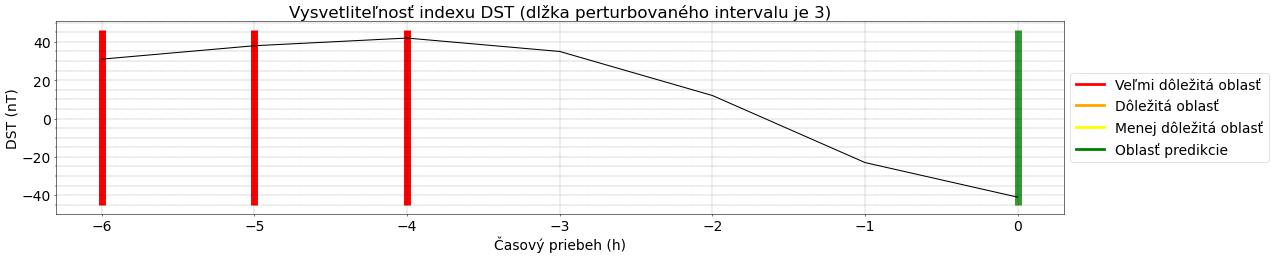 Vysvetliteľnosť indexu DST (dĺžka perturbovaného intervalu je 3)
DST (nT)
40
20
0
−20
−40
−6
−5
−4
−3
−2
−1
0
Časový priebeh (h)
Veľmi dôležitá oblasť
Dôležitá oblasť
Menej dôležitá oblasť
Oblasť predikcie